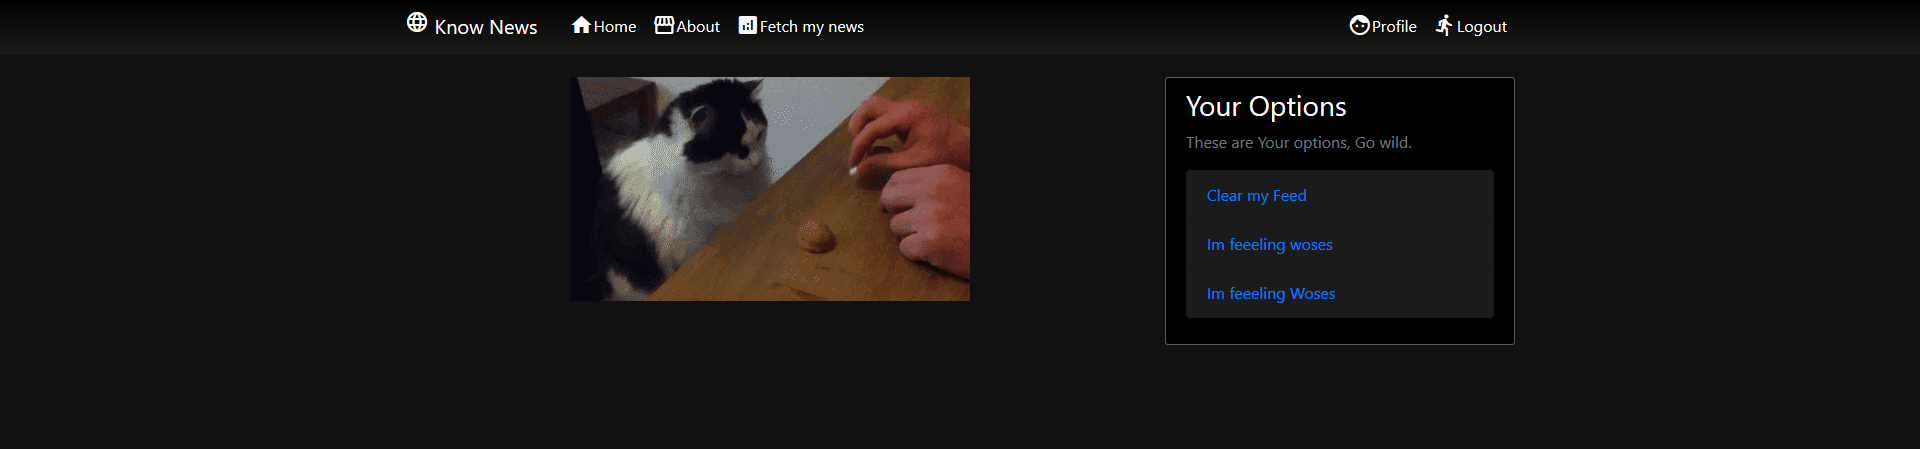 Know News Home About Fetch my news Profile Logout
Your Options
These are Your options, Go wild.
Clear my Feed
Im feeeling woses
Im feeeling Woses